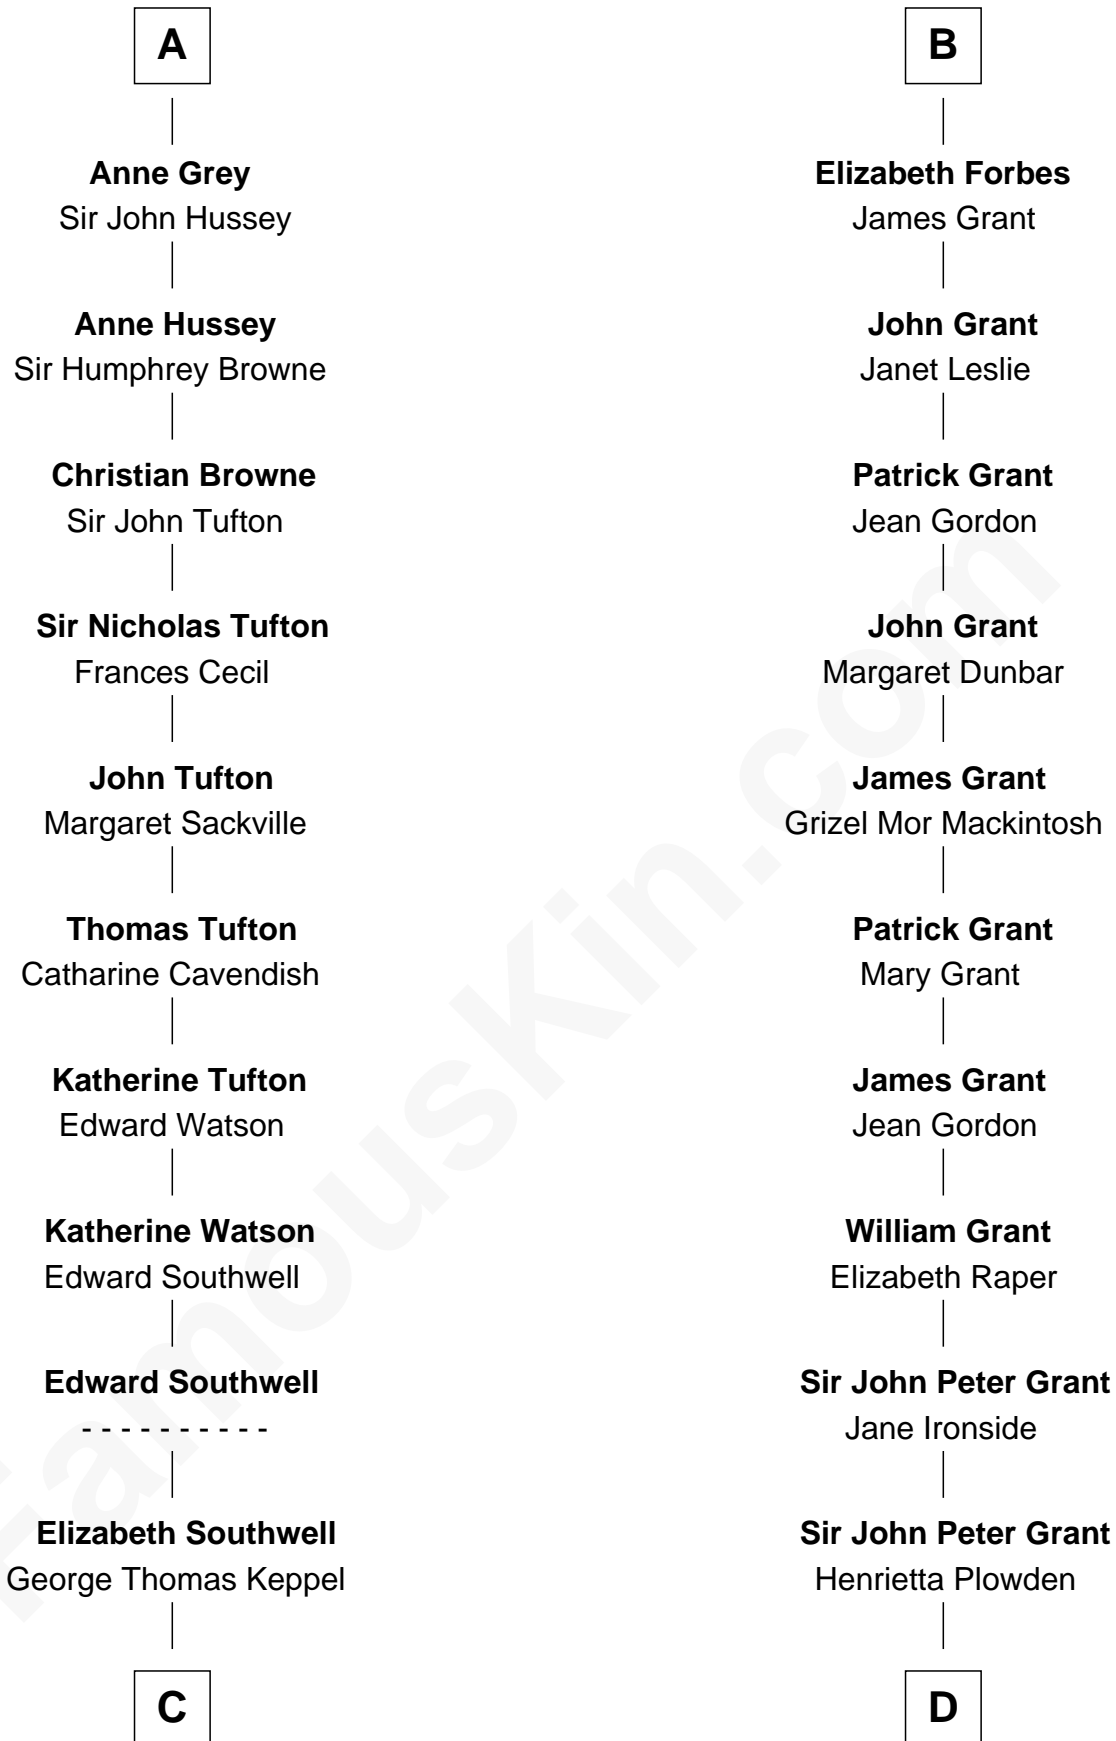 A
Anne Grey
Sir John Hussey
Anne Hussey
Sir Humphrey Browne
Christian Browne
Sir John Tufton
Sir Nicholas Tufton
Frances Cecil
John Tufton
Margaret Sackville
Thomas Tufton
Catharine Cavendish
Katherine Tufton
Edward Watson
Katherine Watson
Edward Southwell
Edward Southwell
- - - - - - - - - -
Elizabeth Southwell
George Thomas Keppel
C
B
Elizabeth Forbes
James Grant
John Grant
Janet Leslie
Patrick Grant
Jean Gordon
John Grant
Margaret Dunbar
James Grant
Grizel Mor Mackintosh
Patrick Grant
Mary Grant
James Grant
Jean Gordon
William Grant
Elizabeth Raper
Sir John Peter Grant
Jane Ironside
Sir John Peter Grant
Henrietta Plowden
D
FamousKin.com